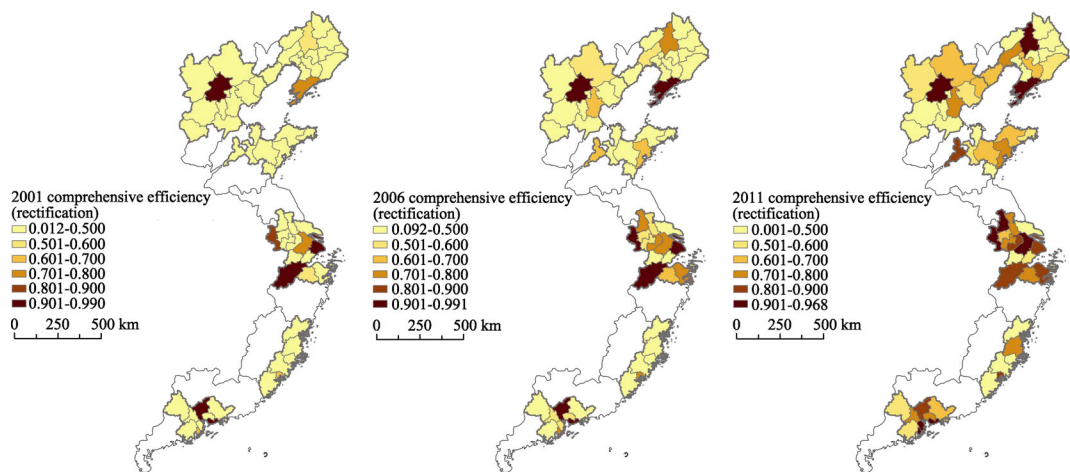 2001 comprehensive efficiency
(rectification)
0.012-0.500
0.501-0.600
0.601-0.700
0.701-0.800
0.801-0.900
0.901-0.990
0 250 500 km
2006 comprehensive efficiency
(rectification)
0.092-0.500
0.501-0.600
0.601-0.700
0.701-0.800
0.801-0.900
0.901-0.991
0 250 500 km
2011 comprehensive efficiency
(rectification)
0.001-0.500
0.501-0.600
0.601-0.700
0.701-0.800
0.801-0.900
0.901-0.968
0 250 500 km